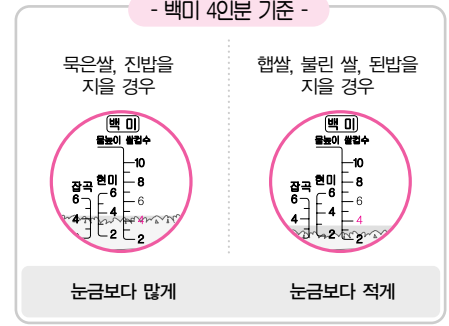 - 백미 4인분 기준 -
묵은쌀, 진밥을
지을 경우
백 미
물높이 쌀컵수
10
현미 8
잡곡 6
6 6
4 4 4
2 2
눈금보다 많게
햅쌀, 불린 쌀, 된밥을
지을 경우
백 미
물높이 쌀컵수
10
현미 8
잡곡 6
6 6
4 4 4
2 2
눈금보다 적게